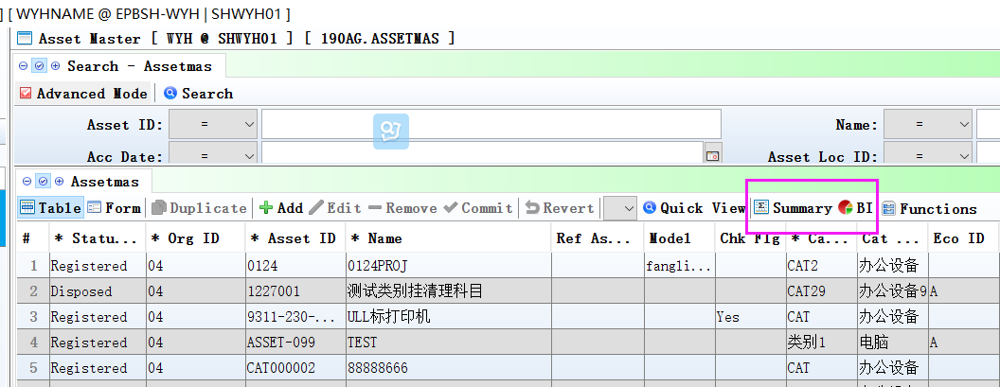 ] [ WYHNAME @ EPBSH-WYH | SHWYH01 ]
Asset Master [ WYH @ SHWYH01 ] [ 190AG.ASSETMAS ]
Search - Assetmas
Advanced Mode Search
Asset ID: = Name: =
Acc Date: = Asset Loc ID: =
Assetmas
Table Form Duplicate Add Edit Remove Commit Revert Quick View Summary BI Functions
# * Statu... * Org ID * Asset ID * Name Ref As... Model Chk Flg * Ca... Cat ... Eco ID
1 Registered 04 0124 0124PROJ fangli... CAT2 办公设备
2 Disposed 04 1227001 测试类别挂清理科目 CAT29 办公设备9 A
3 Registered 04 9311-230-... ULL标打印机 Yes CAT 办公设备
4 Registered 04 ASSET-099 TEST 类别1 电脑 A
5 Registered 04 CAT000002 88888666 CAT 办公设备